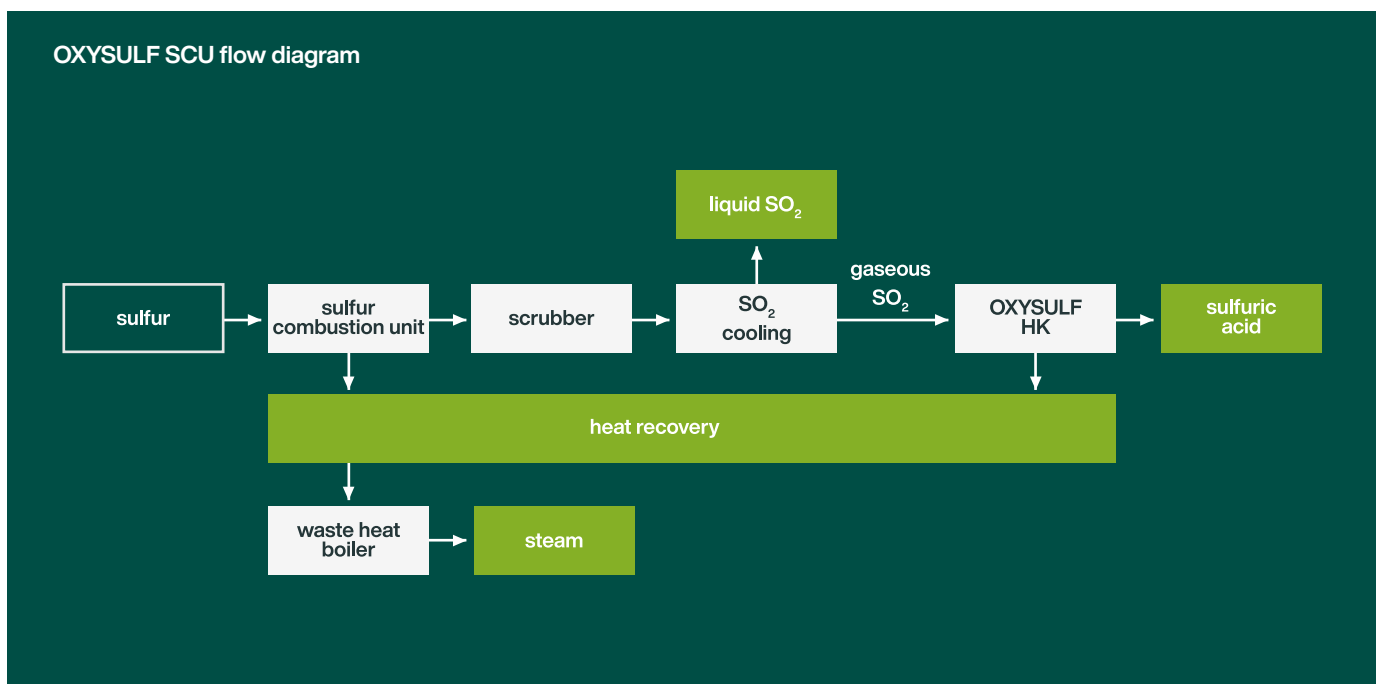 OXYSULF SCU flow diagram
liquid SO₂
gaseous
SO₂
sulfur
sulfur
combustion unit
scrubber
SO₂
cooling
OXYSULF
HK
sulfuric
acid
heat recovery
waste heat
boiler
steam